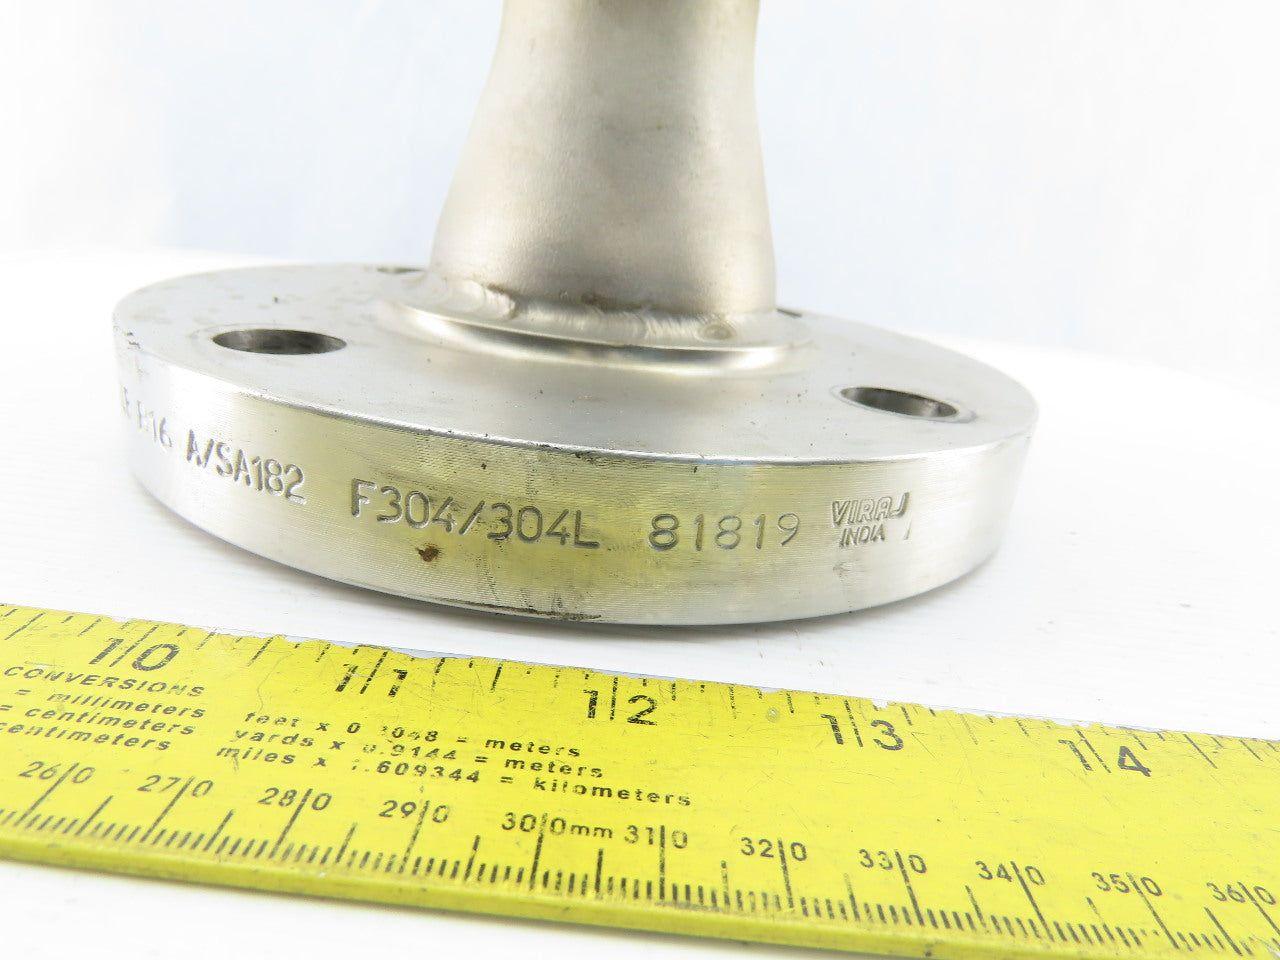 B16 A/SA182 F304/304L 81819 VIRAJ
INDIA
10 11 12 13 14
CONVERSIONS
= millimeters feet x 0.3048 = meters
= centimeters yards x 0.9144 = meters
centimeters miles x 1.609344 = kilometers
260 270 280 290 300mm 310 320 330 340 350 360